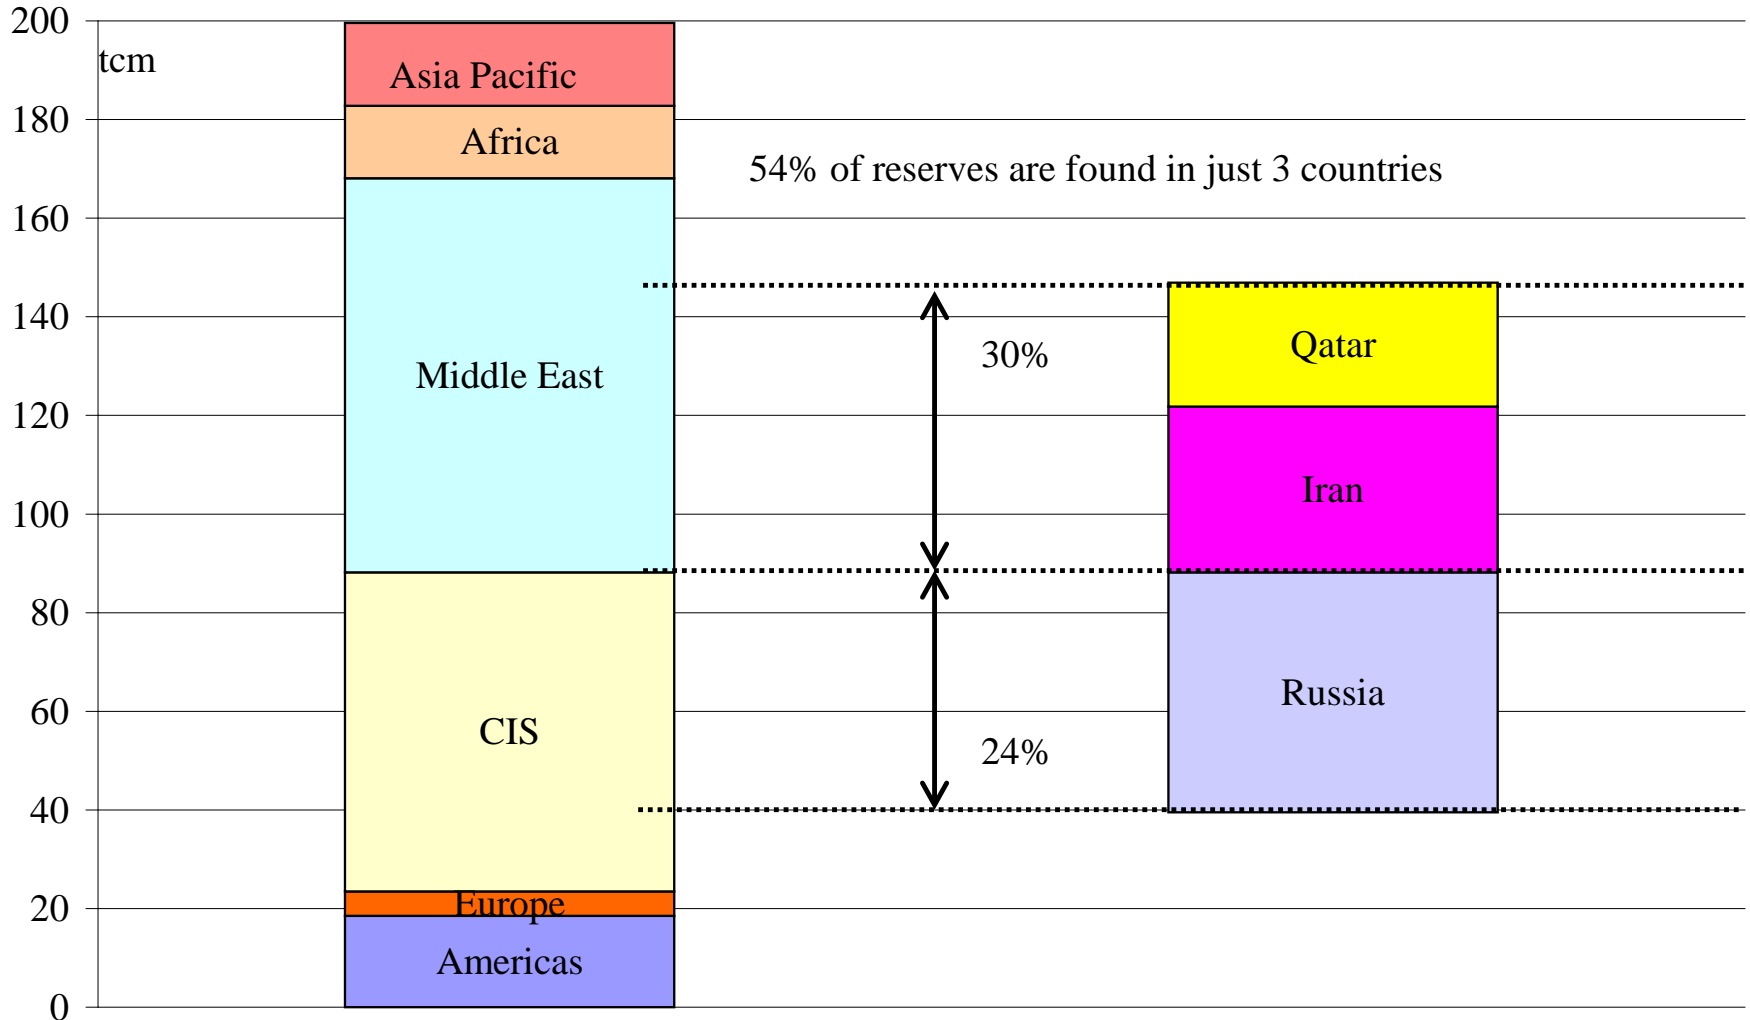 200
tcm
Asia Pacific
180
Africa
54% of reserves are found in just 3 countries
160
140
Qatar
30%
Middle East
120
Iran
100
80
Russia
60
CIS
24%
40
20
Europe
Americas
0